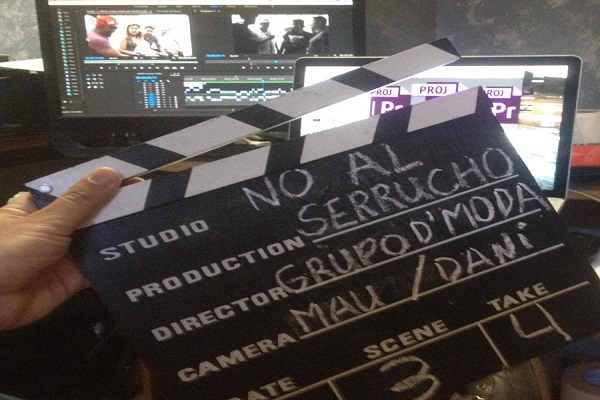 PROJ
PROJ
PROJ
Pr
Pr
NO AL
STUDIO SERRUCHO
PRODUCTION GRUPO D'MODA
DIRECTOR MAU / DANI
CAMERA
SCENE TAKE
3 4